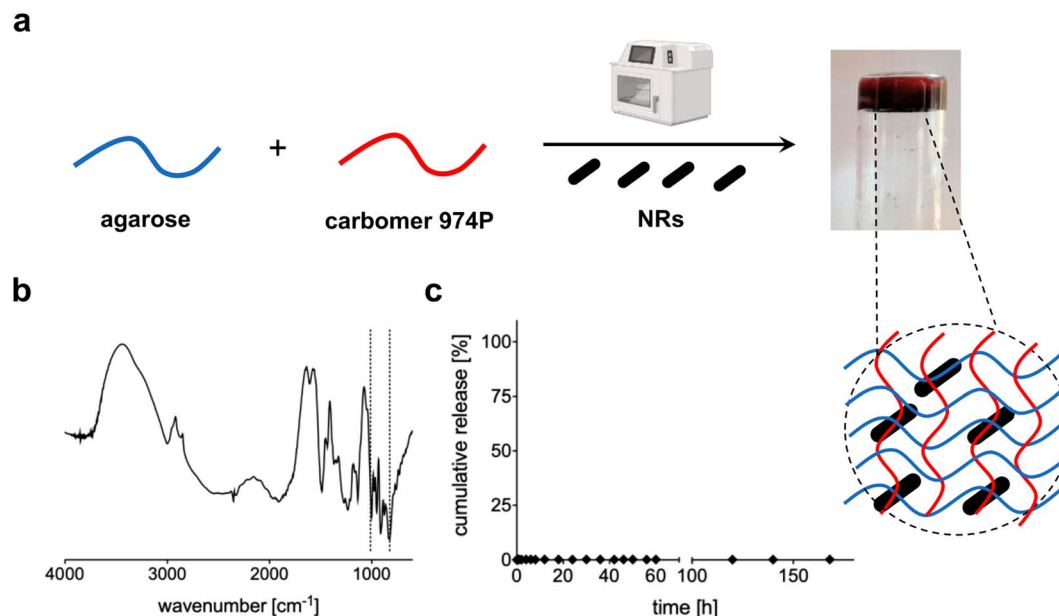 a
+
agarose
carbomer 974P
NRs
b
4000
3000
2000
1000
wavenumber [cm⁻¹]
c
cumulative release [%]
100
75
50
25
0
0
20
40
60
100
150
time [h]